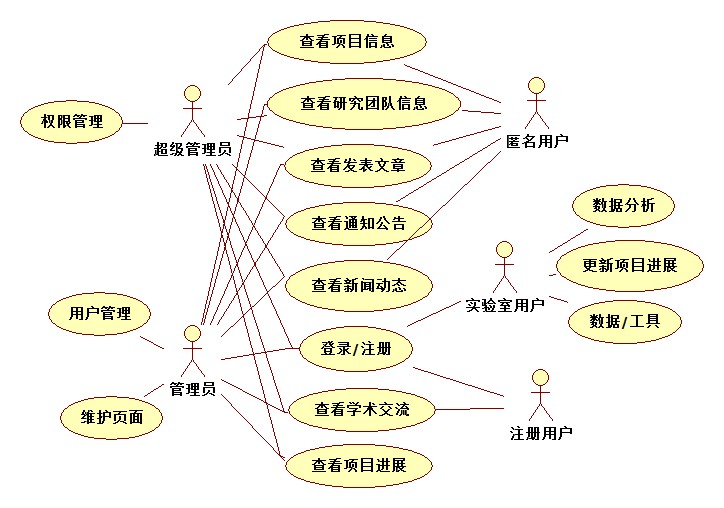 查看项目信息
查看研究团队信息
权限管理
超级管理员
匿名用户
查看发表文章
数据分析
查看通知公告
更新项目进展
查看新闻动态
实验室用户
用户管理
数据/工具
登录/注册
管理员
查看学术交流
维护页面
注册用户
查看项目进展